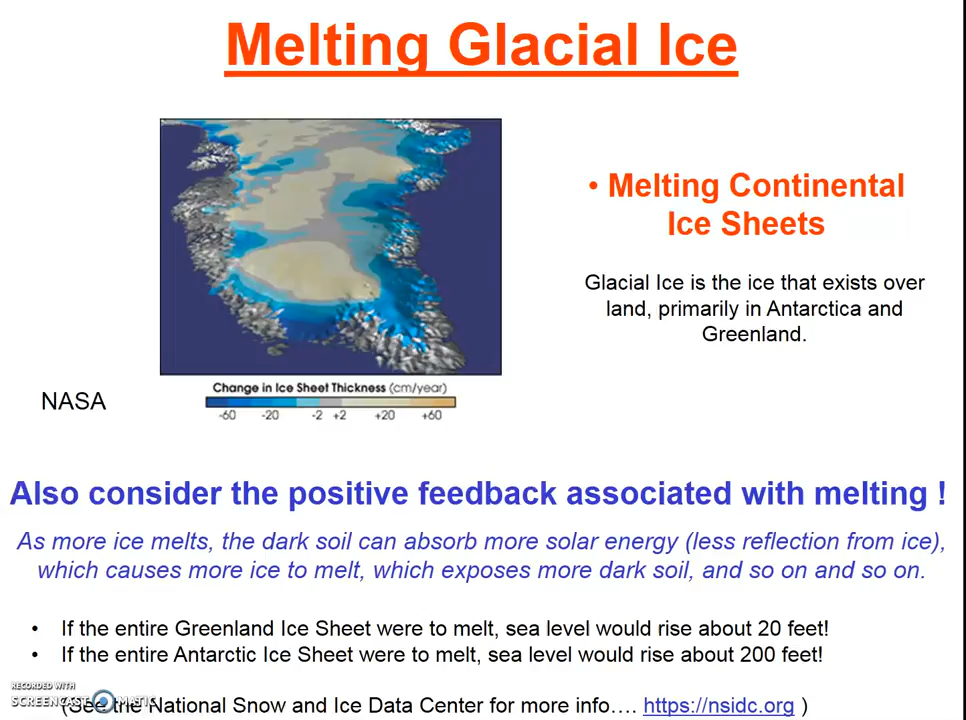 Melting Glacial Ice
• Melting Continental
Ice Sheets
Glacial Ice is the ice that exists over
land, primarily in Antarctica and
Greenland.
Change in Ice Sheet Thickness (cm/year)
-60 -20 -2 +2 +20 +60
NASA
Also consider the positive feedback associated with melting !
As more ice melts, the dark soil can absorb more solar energy (less reflection from ice),
which causes more ice to melt, which exposes more dark soil, and so on and so on.
• If the entire Greenland Ice Sheet were to melt, sea level would rise about 20 feet!
• If the entire Antarctic Ice Sheet were to melt, sea level would rise about 200 feet!
RECORDED WITH
SCREENCAST MATIC
(See the National Snow and Ice Data Center for more info…. https://nsidc.org )